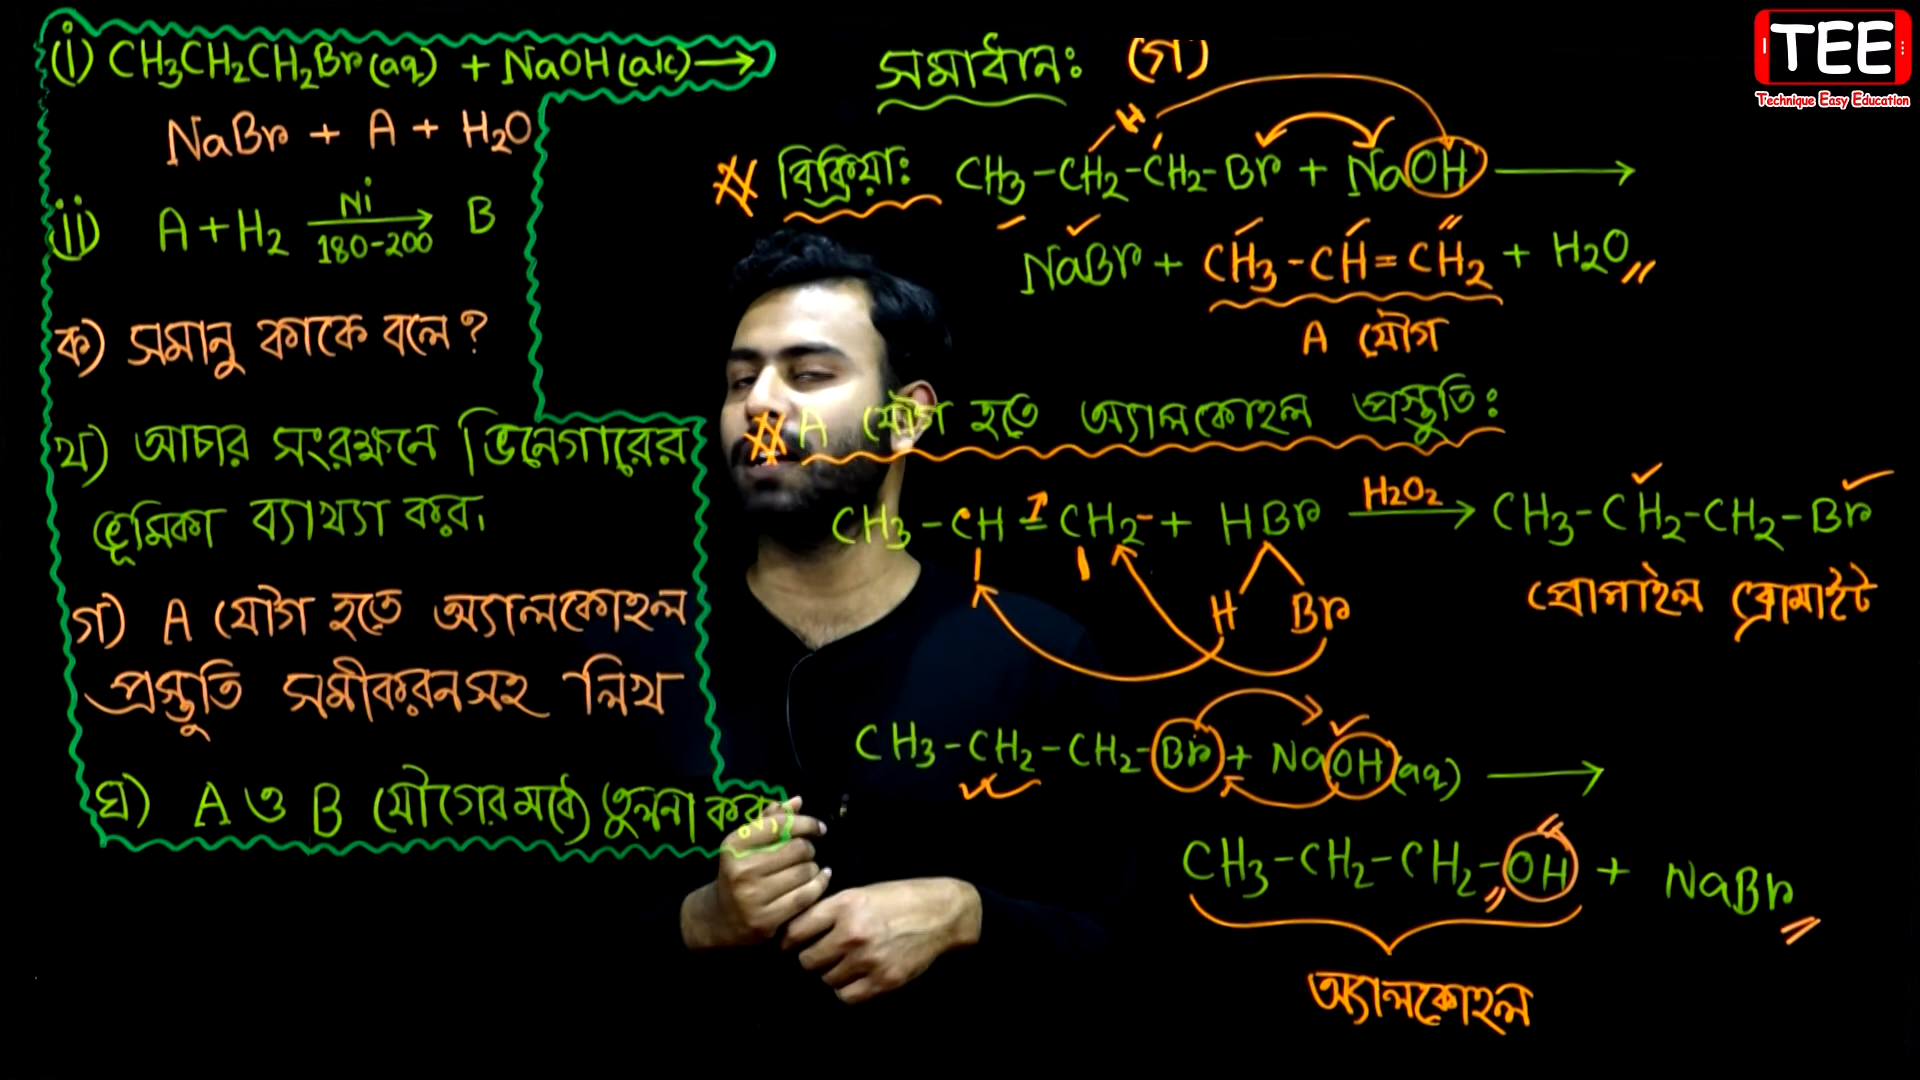 (i) CH3CH2CH2Br(aq) + NaOH(alc)→
NaBr + A + H2O
(ii) A + H2 Ni 180-200 → B
ক) সমানু কাকে বলে?
খ) আচার সংরক্ষনে ভিনেগারের
ভূমিকা ব্যাখ্যা কর।
গ) A যৌগ হতে অ্যালকোহল
প্রস্তুতি সমীকরনসহ লিখ
ঘ) A ও B যৌগের মধ্যে তুলনা কর।
সমাধানঃ (গ)
H
বিক্রিয়াঃ CH3-CH2-CH2-Br + NaOH →
NaBr + CH3-CH=CH2 + H2O
A যৌগ
A যৌগ হতে অ্যালকোহল প্রস্তুতিঃ
CH3-CH=CH2 + HBr H2O2 → CH3-CH2-CH2-Br
H Br
প্রোপাইল ব্রোমাইট
CH3-CH2-CH2-Br + NaOH(aq) →
CH3-CH2-CH2-OH + NaBr
অ্যালকোহল
TEE
Technique Easy Education